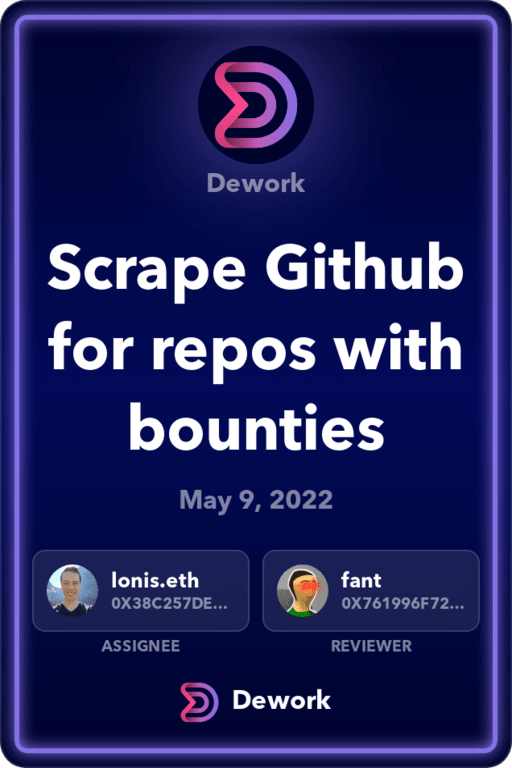 Dework
Scrape Github
for repos with
bounties
May 9, 2022
lonis.eth
0X38C257DE...
fant
0X761996F72...
ASSIGNEE
REVIEWER
Dework